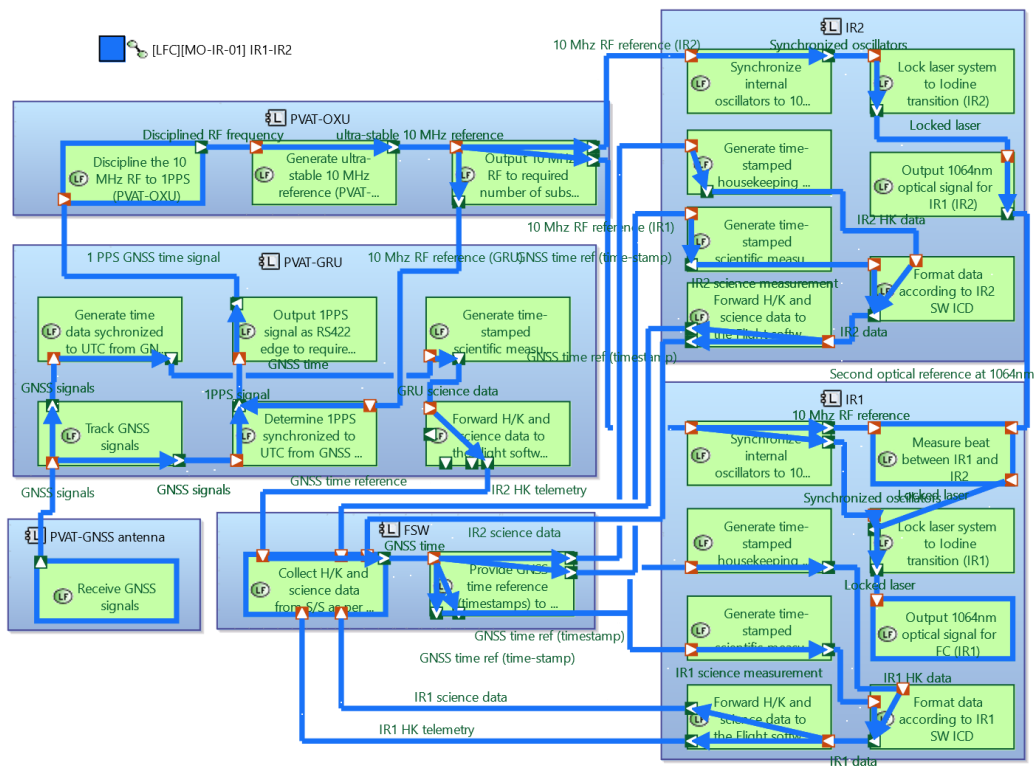 [LFC][MO-IR-01] IR1-IR2
IR2
10 Mhz RF reference (IR2)
Synchronized oscillators
Synchronize
internal
oscillators to 10...
Lock laser system
to Iodine
transition (IR2)
Locked laser
PVAT-OXU
Disciplined RF frequency
ultra-stable 10 MHz reference
Discipline the 10
MHz RF to 1PPS
(PVAT-OXU)
Generate ultra-
stable 10 MHz
reference (PVAT-...
Output 10 MHz
RF to required
number of subs...
Generate time-
stamped
housekeeping ...
Output 1064nm
optical signal for
IR1 (IR2)
IR2 HK data
10 Mhz RF reference (IR1)
Generate time-
stamped
scientific measu...
1 PPS GNSS time signal
PVAT-GRU
10 Mhz RF reference (GRU)
GNSS time ref (time-stamp)
IR2 science measurement
Format data
according to IR2
SW ICD
Forward H/K and
science data to
the Flight softw...
IR2 data
Generate time
data sychronized
to UTC from GN...
Output 1PPS
signal as RS422
edge to require...
Generate time-
stamped
scientific measu...
GNSS time
GNSS time ref (timestamp)
GNSS signals
1PPS signal
GRU science data
Second optical reference at 1064nm
IR1
Track GNSS
signals
Determine 1PPS
synchronized to
UTC from GNSS ...
Forward H/K and
science data to
the Flight softw...
10 Mhz RF reference
Synchronize
internal
oscillators to 10...
Measure beat
between IR1 and
IR2
GNSS signals
GNSS signals
GNSS time reference
IR2 HK telemetry
Synchronized oscillators
Locked laser
PVAT-GNSS antenna
Receive GNSS
signals
FSW
GNSS time
IR2 science data
Collect H/K and
science data
from S/S as per ...
Provide GNSS
time reference
(timestamps) to ...
Generate time-
stamped
housekeeping ...
Lock laser system
to Iodine
transition (IR1)
Locked laser
Generate time-
stamped
scientific measu...
Output 1064nm
optical signal for
FC (IR1)
GNSS time ref (timestamp)
GNSS time ref (time-stamp)
IR1 science measurement
IR1 HK data
IR1 science data
Forward H/K and
science data to
the Flight softw...
Format data
according to IR1
SW ICD
IR1 HK telemetry
IR1 data